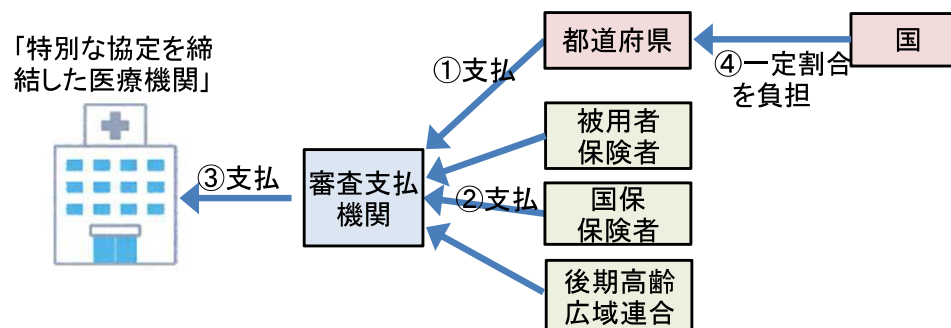 「特別な協定を締
結した医療機関」
都道府県
国
①支払
④一定割合
を負担
被用者
保険者
③支払
審査支払
機関
②支払
国保
保険者
後期高齢
広域連合